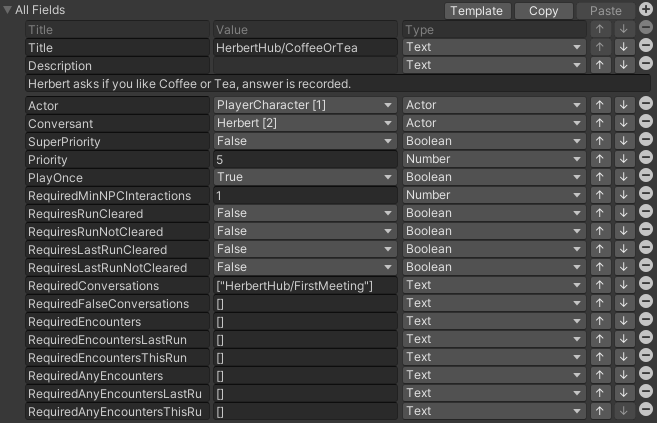 All Fields Template Copy Paste
Title Value Type
Title HerbertHub/CoffeeOrTea Text
Description Text
Herbert asks if you like Coffee or Tea, answer is recorded.
Actor PlayerCharacter [1] Actor
Conversant Herbert [2] Actor
SuperPriority False Boolean
Priority 5 Number
PlayOnce True Boolean
RequiredMinNPCInteractions 1 Number
RequiresRunCleared False Boolean
RequiresRunNotCleared False Boolean
RequiresLastRunCleared False Boolean
RequiresLastRunNotCleared False Boolean
RequiredConversations ["HerbertHub/FirstMeeting"] Text
RequiredFalseConversations [] Text
RequiredEncounters [] Text
RequiredEncountersLastRun [] Text
RequiredEncountersThisRun [] Text
RequiredAnyEncounters [] Text
RequiredAnyEncountersLastRu [] Text
RequiredAnyEncountersThisRu [] Text